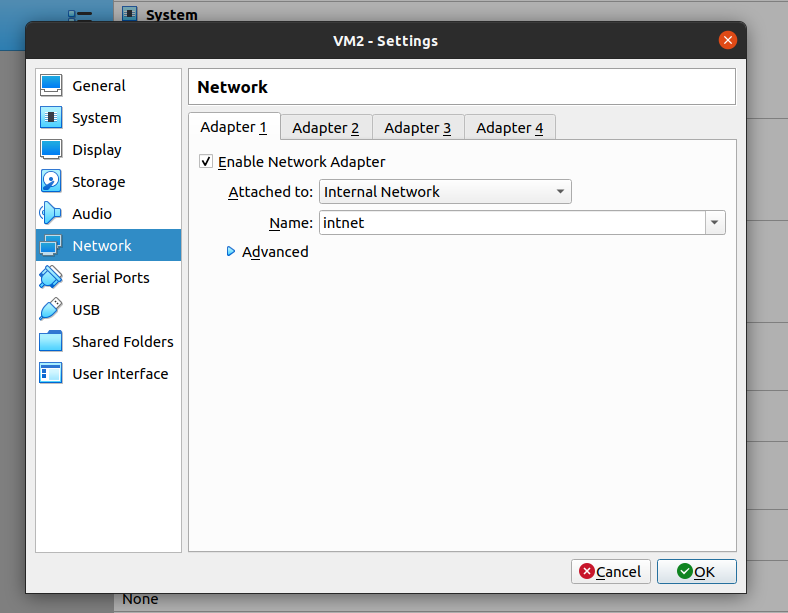 System
VM2 - Settings
General
System
Display
Storage
Audio
Network
Serial Ports
USB
Shared Folders
User Interface
Network
Adapter 1 Adapter 2 Adapter 3 Adapter 4
Enable Network Adapter
Attached to: Internal Network
Name: intnet
Advanced
Cancel OK
None